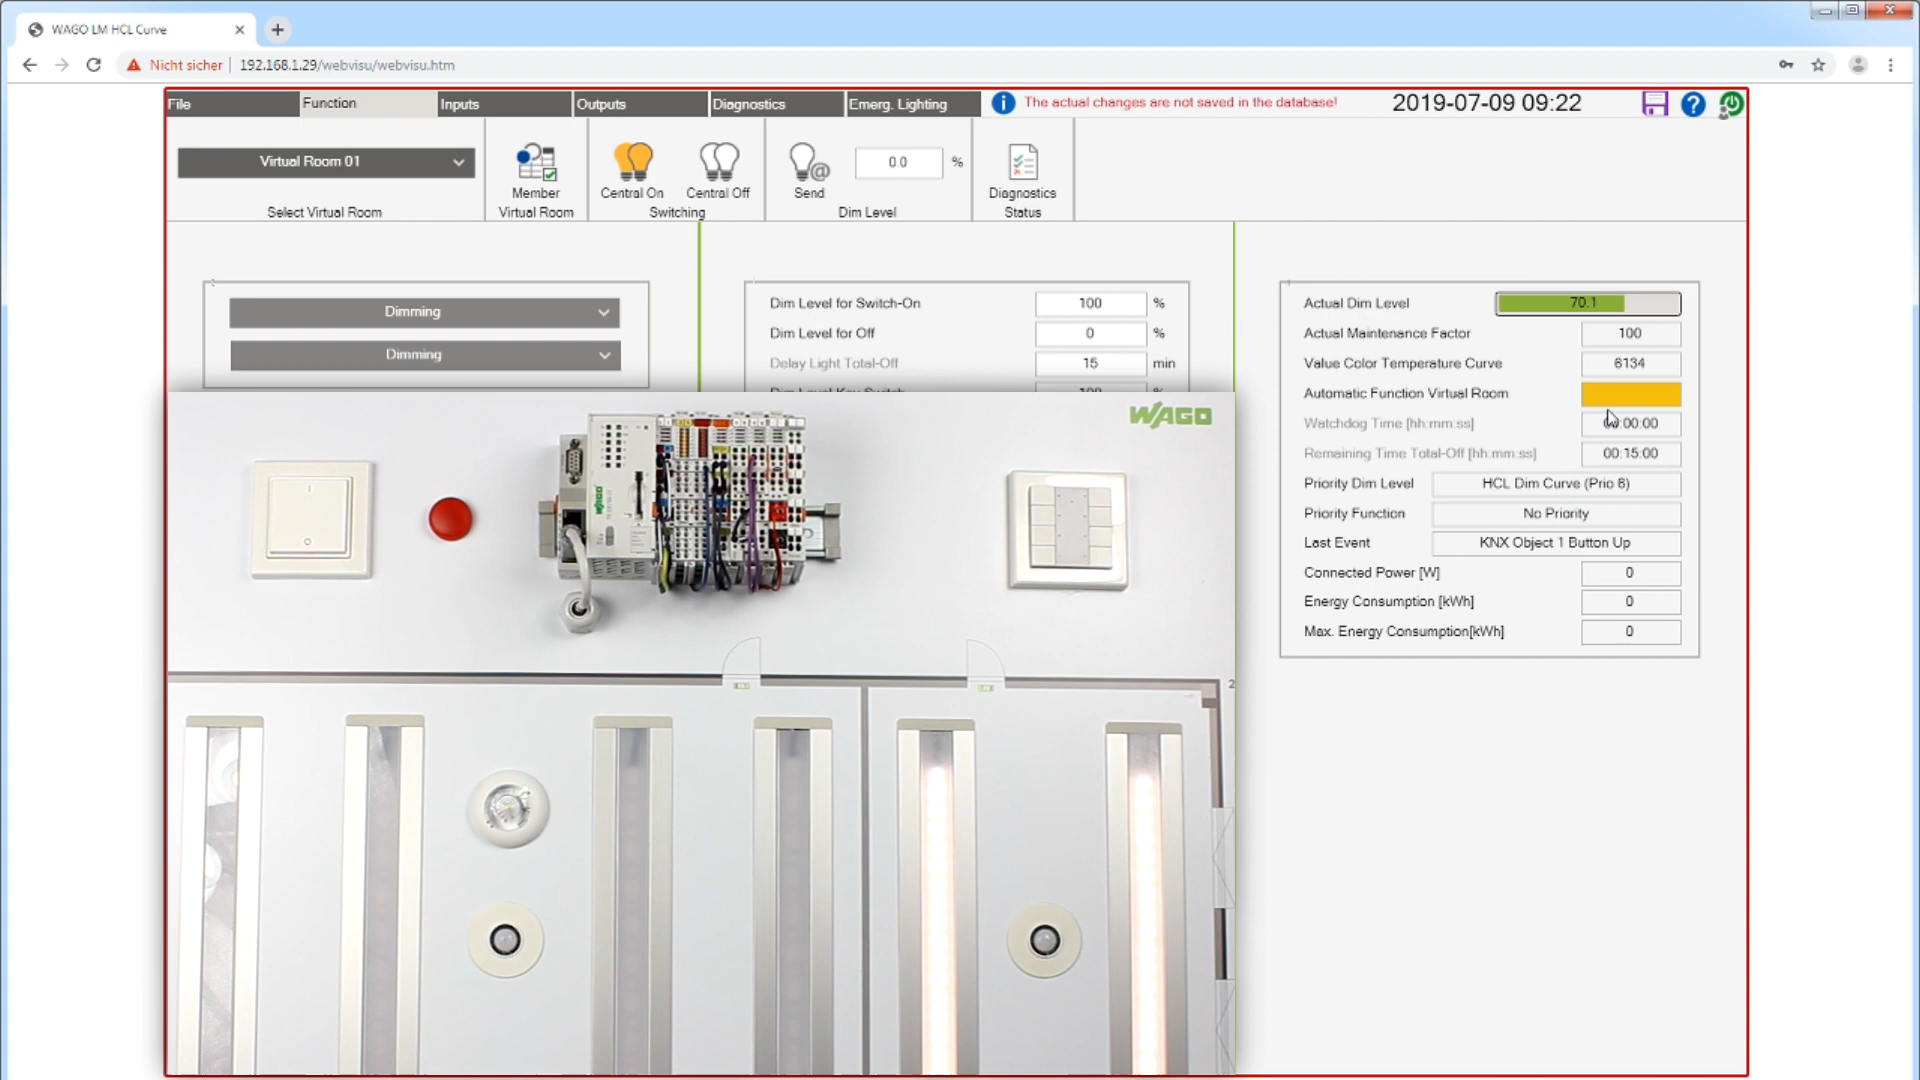 WAGO LM HCL Curve
Nicht sicher
192.168.1.29/webvisu/webvisu.htm
File
Function
Inputs
Outputs
Diagnostics
Emerg. Lighting
The actual changes are not saved in the database!
2019-07-09 09:22
Virtual Room 01
Select Virtual Room
Member
Virtual Room
Central On
Central Off
Switching
Send
0.0
%
Dim Level
Diagnostics
Status
Dimming
Dimming
Dim Level for Switch-On
100
%
Dim Level for Off
0
%
Delay Light Total-Off
15
min
Actual Dim Level
70.1
Actual Maintenance Factor
100
Value Color Temperature Curve
6134
Automatic Function Virtual Room
Watchdog Time [hh:mm:ss]
00:00:00
Remaining Time Total-Off [hh:mm:ss]
00:15:00
Priority Dim Level
HCL Dim Curve (Prio 6)
Priority Function
No Priority
Last Event
KNX Object 1 Button Up
Connected Power [W]
0
Energy Consumption [kWh]
0
Max. Energy Consumption[kWh]
0
WAGO
WAGO
2